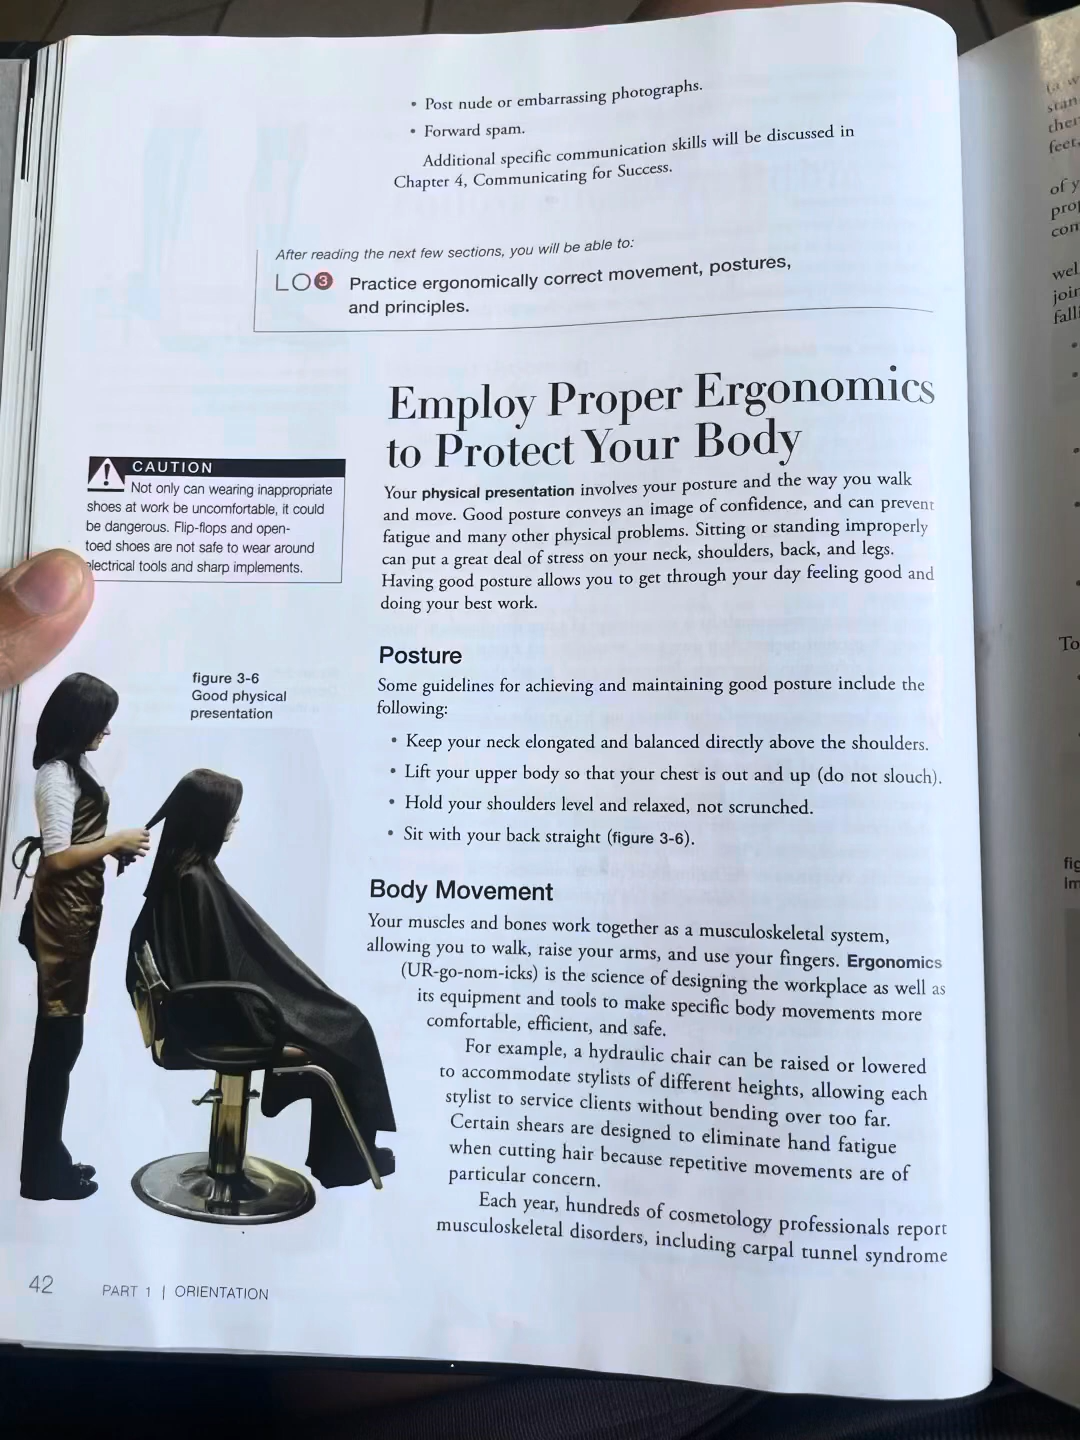 • Post nude or embarrassing photographs.
• Forward spam.
Additional specific communication skills will be discussed in
Chapter 4, Communicating for Success.
After reading the next few sections, you will be able to:
LO3 Practice ergonomically correct movement, postures,
and principles.
Employ Proper Ergonomics
to Protect Your Body
Your physical presentation involves your posture and the way you walk
and move. Good posture conveys an image of confidence, and can prevent
fatigue and many other physical problems. Sitting or standing improperly
can put a great deal of stress on your neck, shoulders, back, and legs.
Having good posture allows you to get through your day feeling good and
doing your best work.
CAUTION
Not only can wearing inappropriate
shoes at work be uncomfortable, it could
be dangerous. Flip-flops and open-
toed shoes are not safe to wear around
electrical tools and sharp implements.
figure 3-6
Good physical
presentation
Posture
Some guidelines for achieving and maintaining good posture include the
following:
• Keep your neck elongated and balanced directly above the shoulders.
• Lift your upper body so that your chest is out and up (do not slouch).
• Hold your shoulders level and relaxed, not scrunched.
• Sit with your back straight (figure 3-6).
Body Movement
Your muscles and bones work together as a musculoskeletal system,
allowing you to walk, raise your arms, and use your fingers. Ergonomics
(UR-go-nom-icks) is the science of designing the workplace as well as
its equipment and tools to make specific body movements more
comfortable, efficient, and safe.
For example, a hydraulic chair can be raised or lowered
to accommodate stylists of different heights, allowing each
stylist to service clients without bending over too far.
Certain shears are designed to eliminate hand fatigue
when cutting hair because repetitive movements are of
particular concern.
Each year, hundreds of cosmetology professionals report
musculoskeletal disorders, including carpal tunnel syndrome
42 PART 1 | ORIENTATION
feet,
of y
To